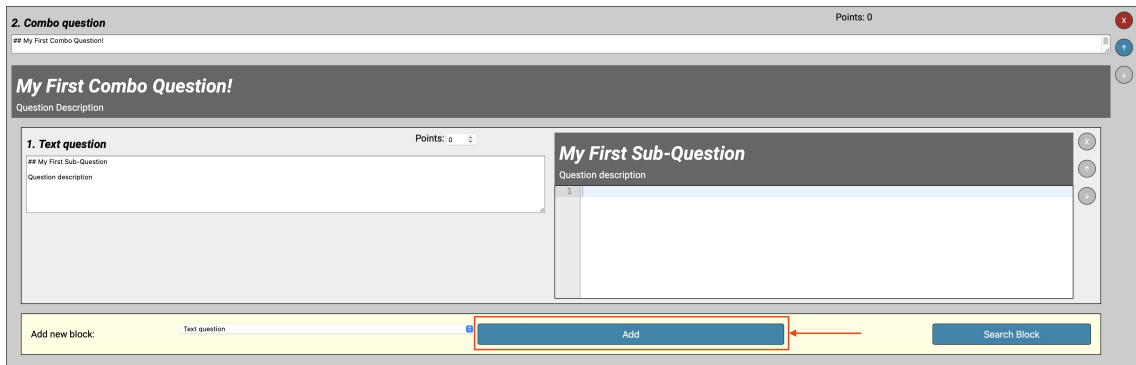 2. Combo question
Points: 0
x
## My First Combo Question!
↑
↓
My First Combo Question!
Question Description
1. Text question
Points: 0
## My First Sub-Question
Question description
My First Sub-Question
Question description
x
↑
↓
1
Add new block:
Text question
Add
Search Block